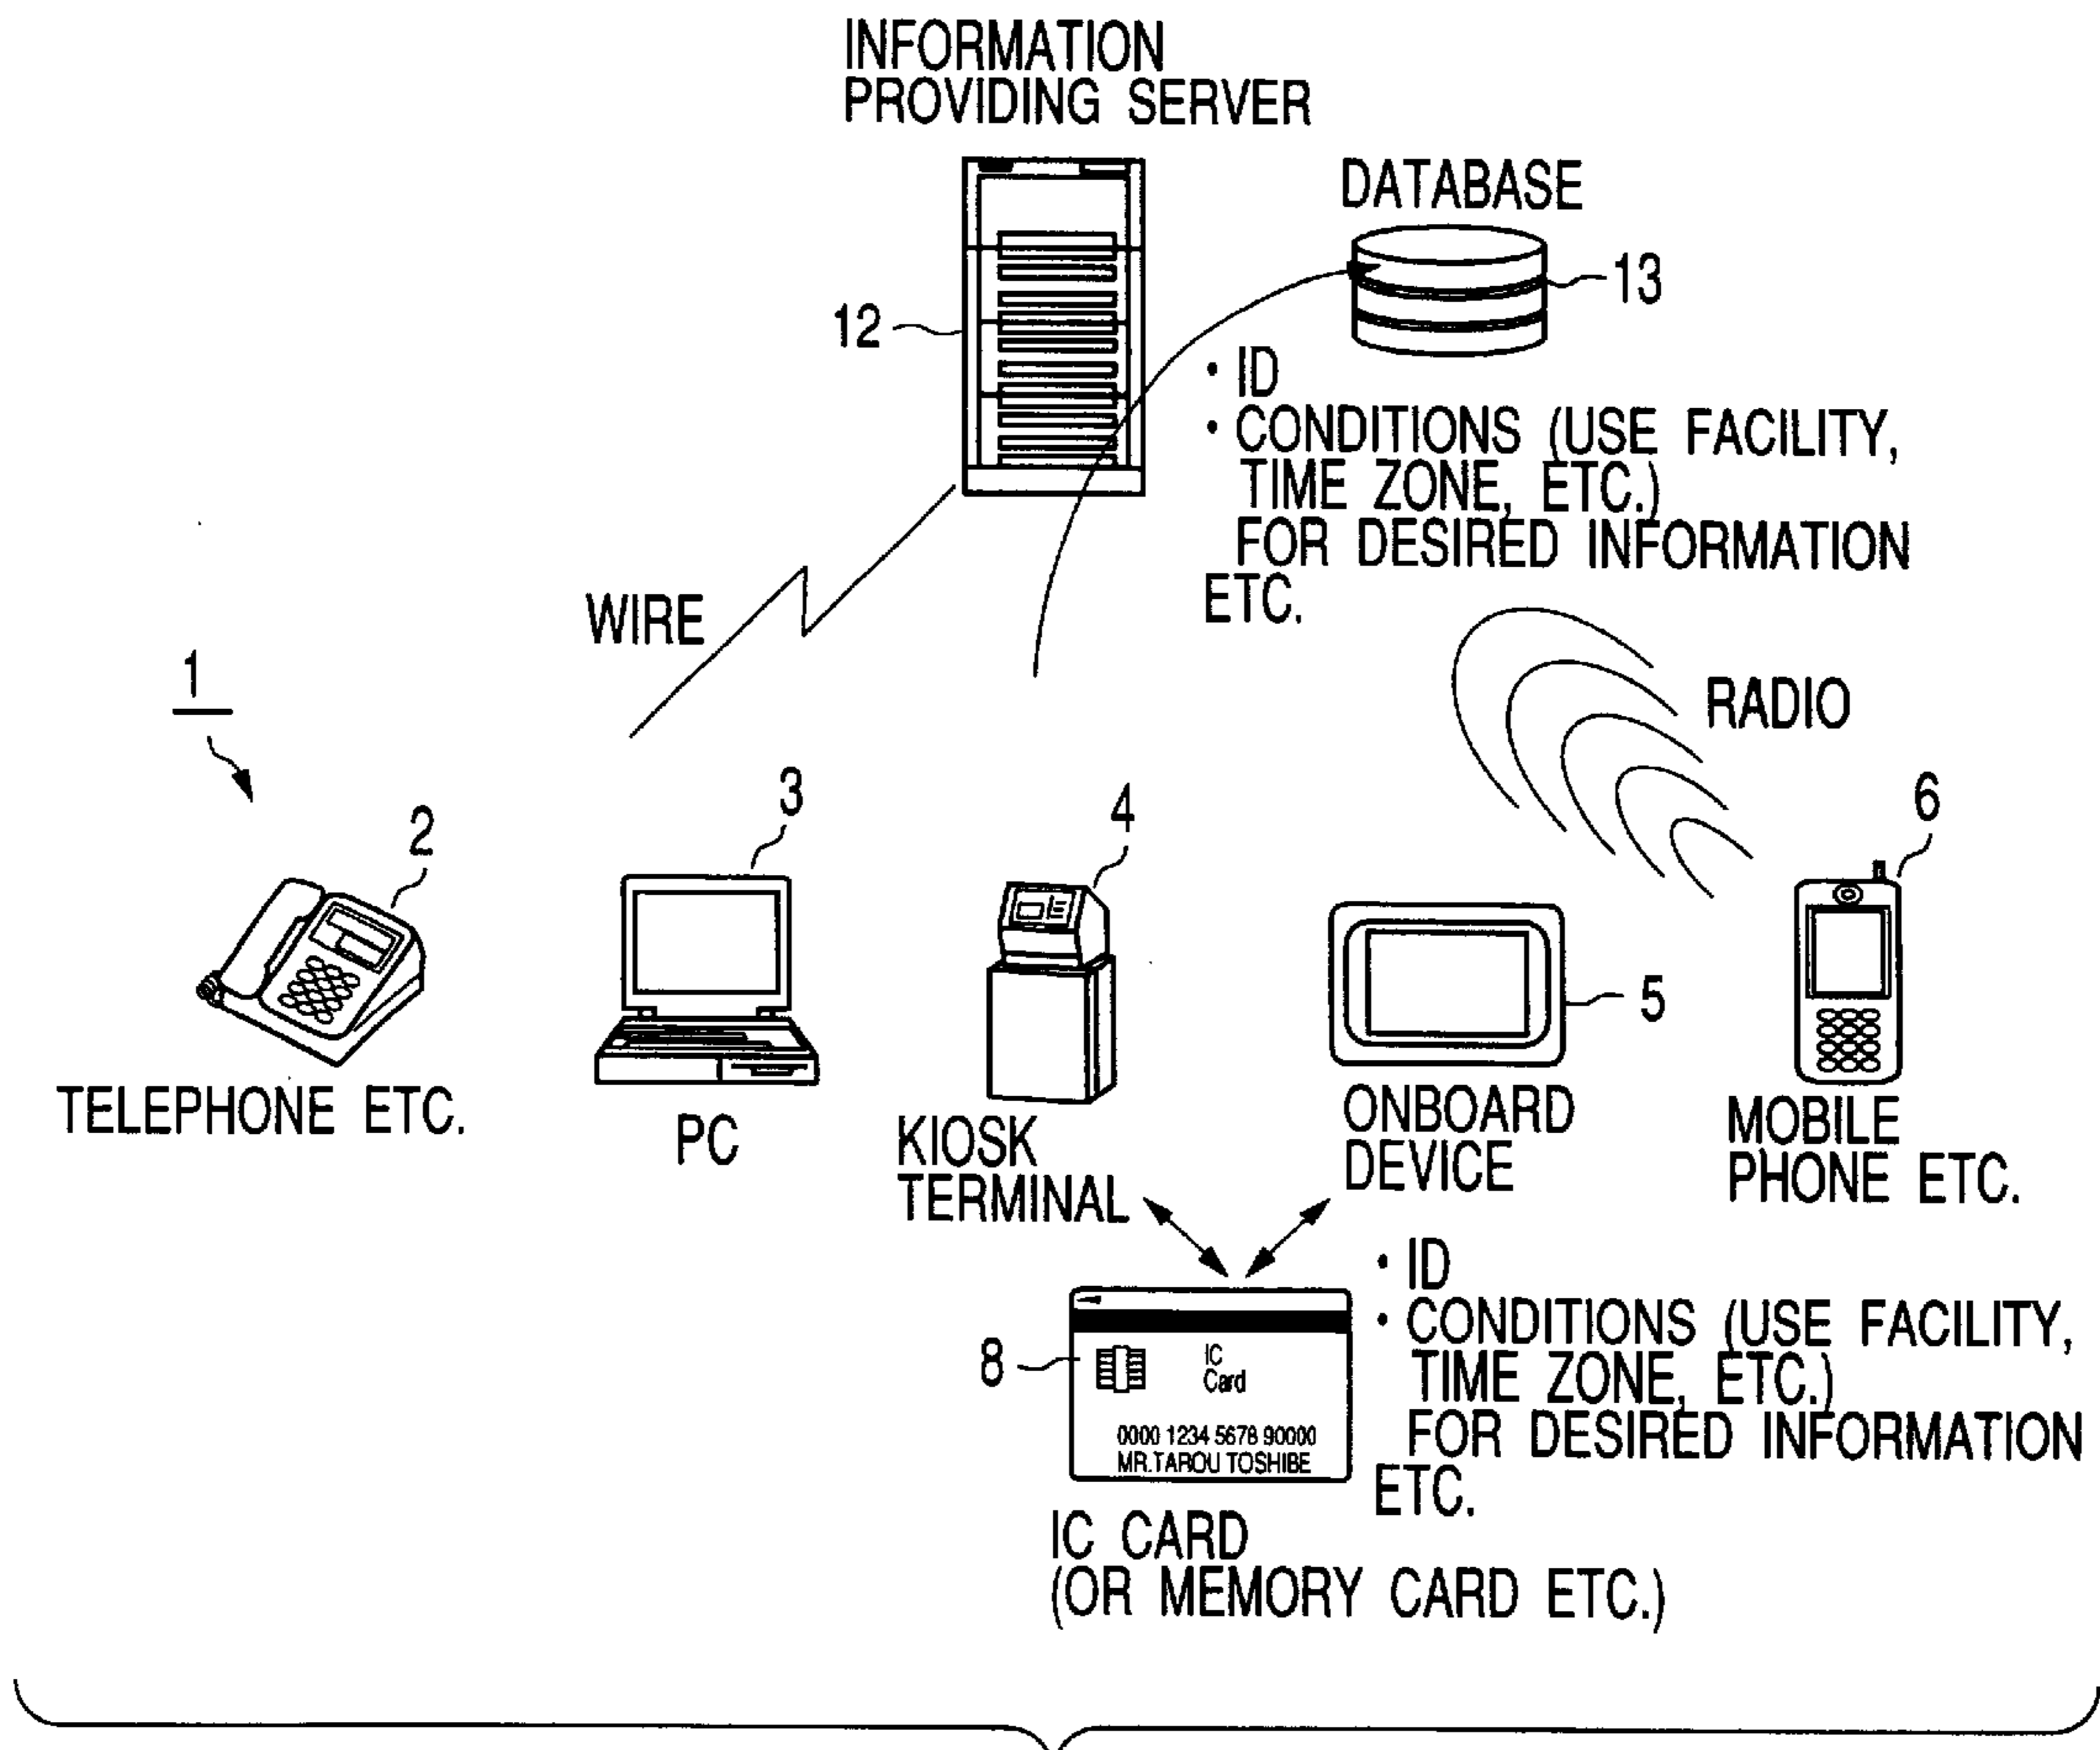 INFORMATION
PROVIDING SERVER
DATABASE
12
13
• ID
• CONDITIONS (USE FACILITY,
TIME ZONE, ETC.)
FOR DESIRED INFORMATION
ETC.
WIRE
RADIO
1
2
3
4
6
5
TELEPHONE ETC.
PC
KIOSK
TERMINAL
ONBOARD
DEVICE
MOBILE
PHONE ETC.
8
IC
Card
0000 1234 5678 90000
MR.TAROU TOSHIBE
• ID
• CONDITIONS (USE FACILITY,
TIME ZONE, ETC.)
FOR DESIRED INFORMATION
ETC.
IC CARD
(OR MEMORY CARD ETC.)